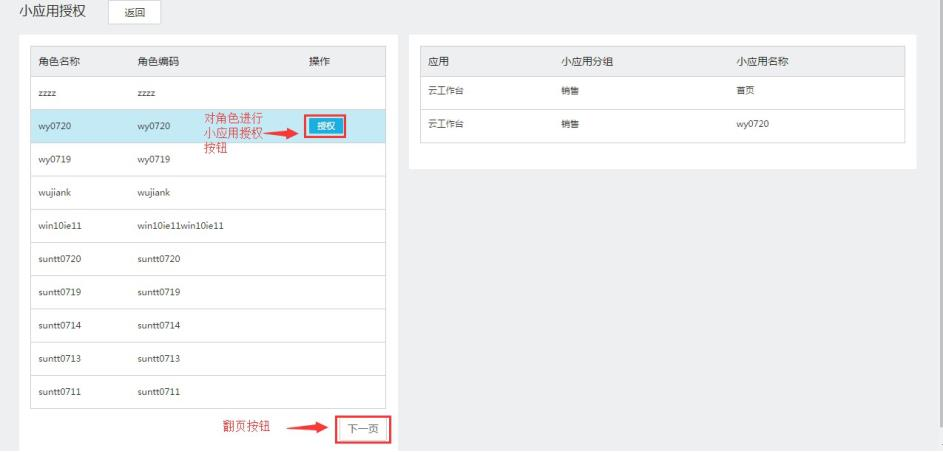 小应用授权 返回
角色名称 角色编码 操作
zzzz zzzz
wy0720 wy0720 授权
对角色进行
小应用授权
按钮
wy0719 wy0719
wujiank wujiank
win10ie11 win10ie11win10ie11
suntt0720 suntt0720
suntt0719 suntt0719
suntt0714 suntt0714
suntt0713 suntt0713
suntt0711 suntt0711
翻页按钮 下一页
应用 小应用分组 小应用名称
云工作台 销售 首页
云工作台 销售 wy0720